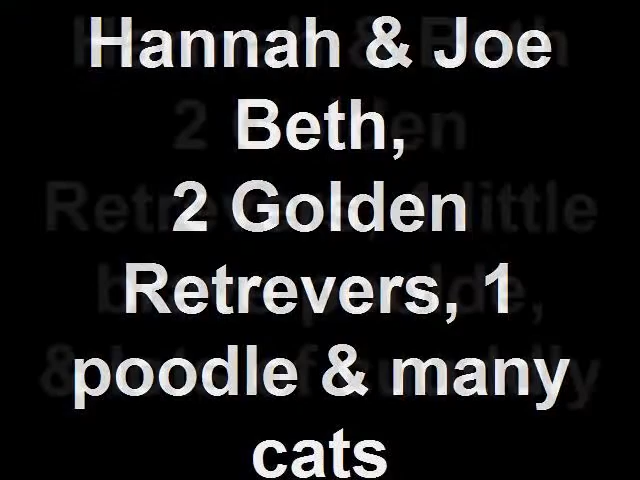 Hannah & Joe
Beth,
2 Golden
Retrevers, 1
poodle & many
cats